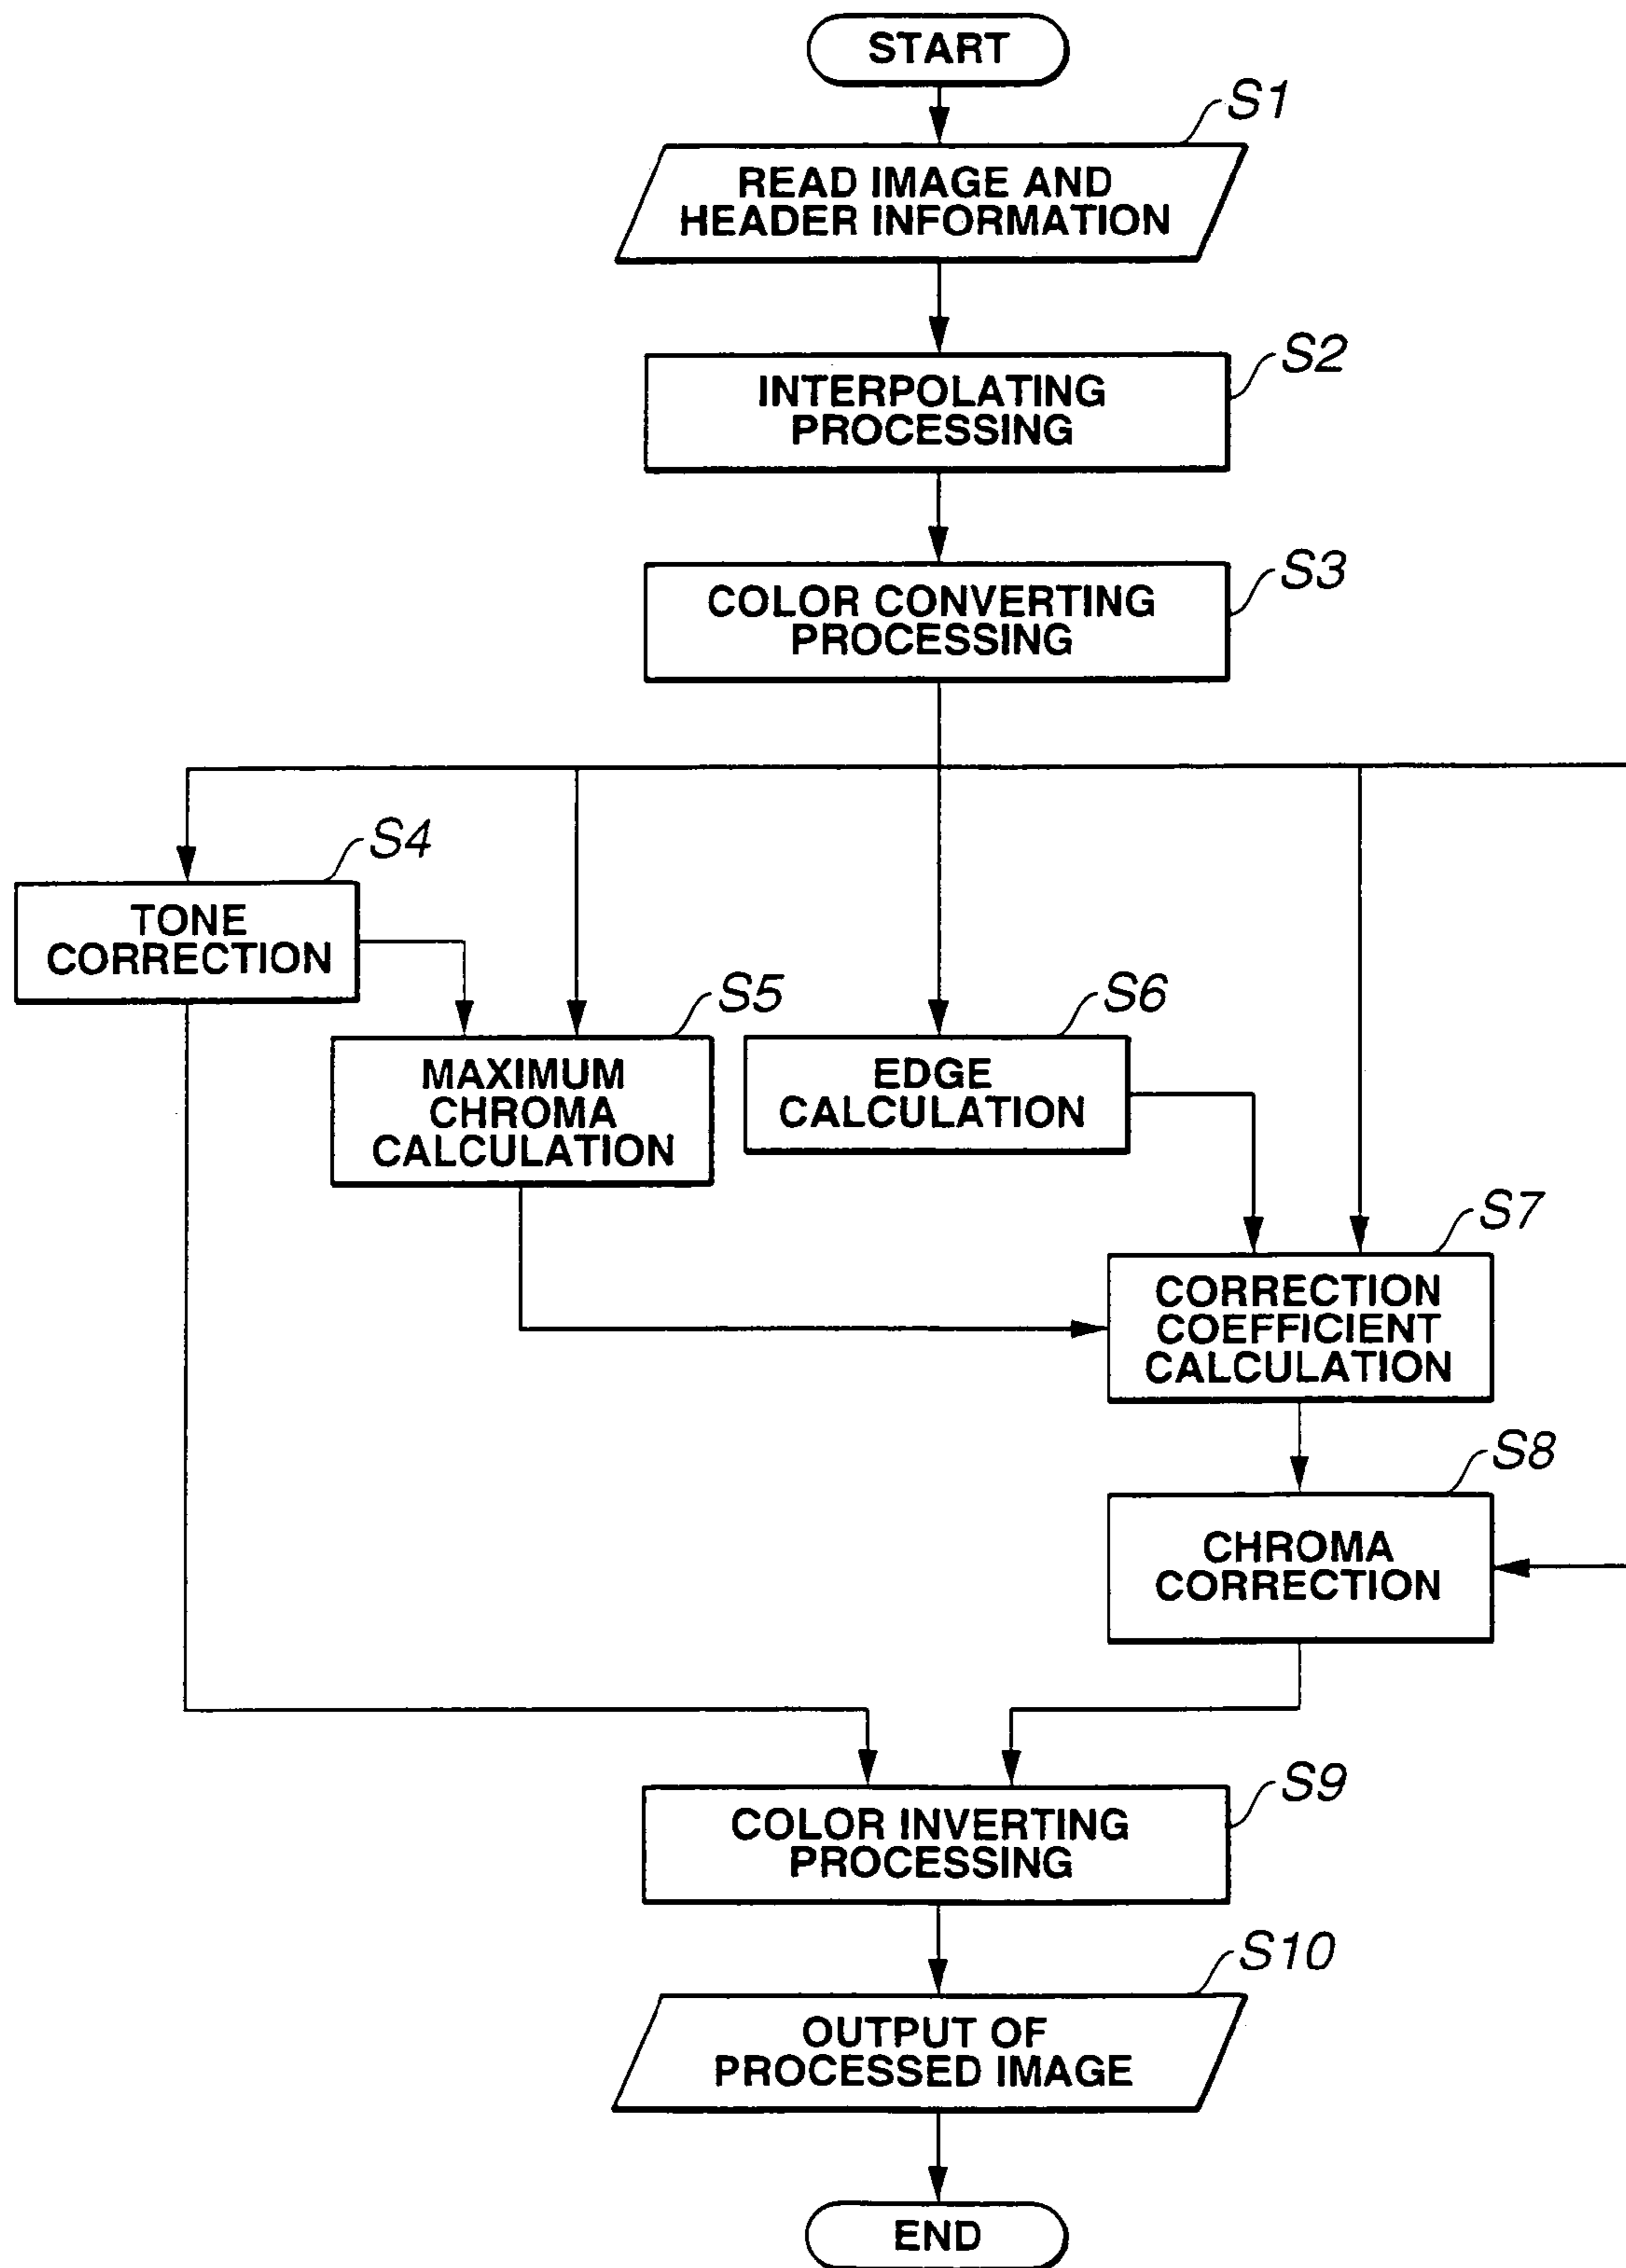 START
S1
READ IMAGE AND
HEADER INFORMATION
S2
INTERPOLATING
PROCESSING
S3
COLOR CONVERTING
PROCESSING
S4
TONE
CORRECTION
S5
MAXIMUM
CHROMA
CALCULATION
S6
EDGE
CALCULATION
S7
CORRECTION
COEFFICIENT
CALCULATION
S8
CHROMA
CORRECTION
S9
COLOR INVERTING
PROCESSING
S10
OUTPUT OF
PROCESSED IMAGE
END